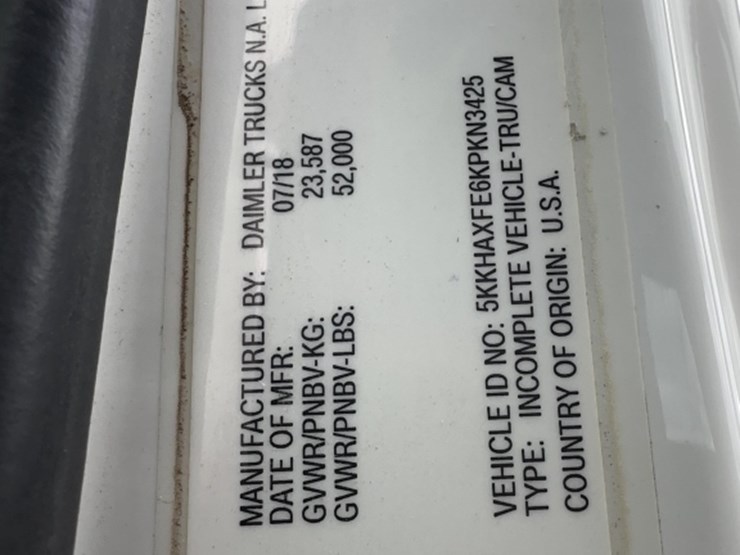 MANUFACTURED BY: DAIMLER TRUCKS N.A. L
DATE OF MFR: 07/18
GVWR/PNBV-KG: 23,587
GVWR/PNBV-LBS: 52,000
VEHICLE ID NO: 5KKHAXFE6KPKN3425
TYPE: INCOMPLETE VEHICLE-TRU/CAM
COUNTRY OF ORIGIN: U.S.A.